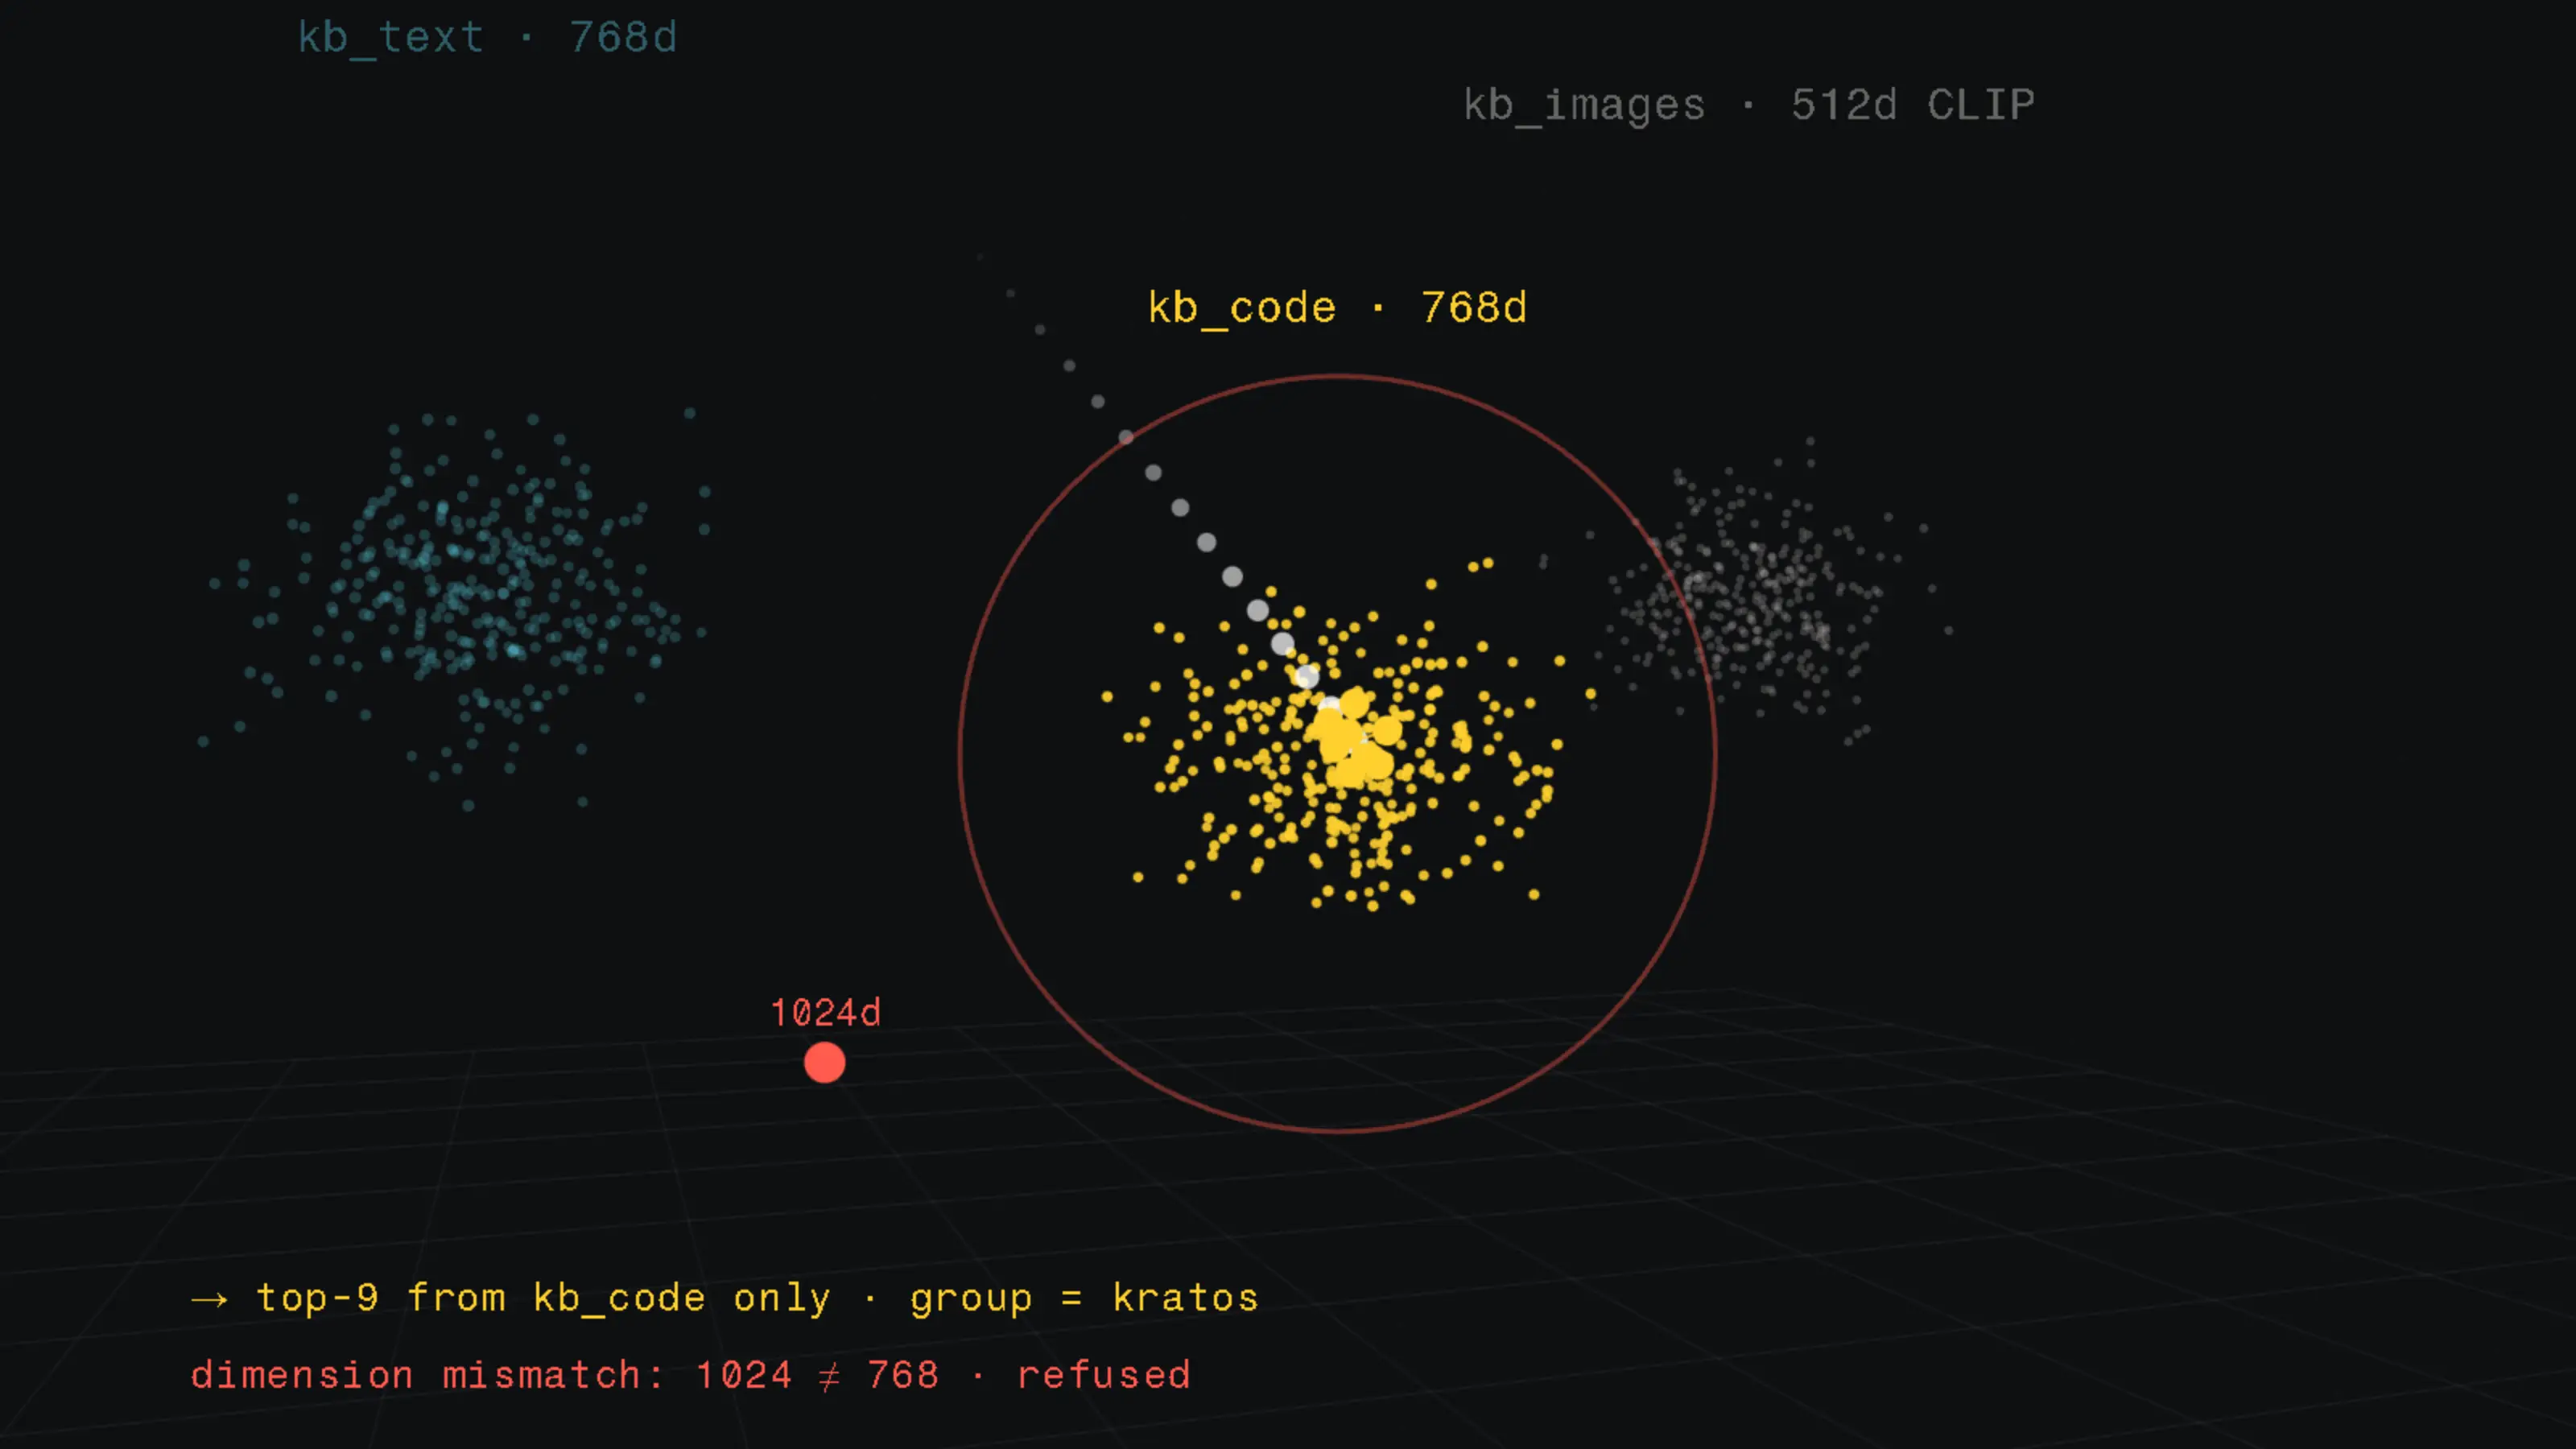 kb_text · 768d
kb_images · 512d CLIP
kb_code · 768d
1024d
→ top-9 from kb_code only · group = kratos
dimension mismatch: 1024 ≠ 768 · refused